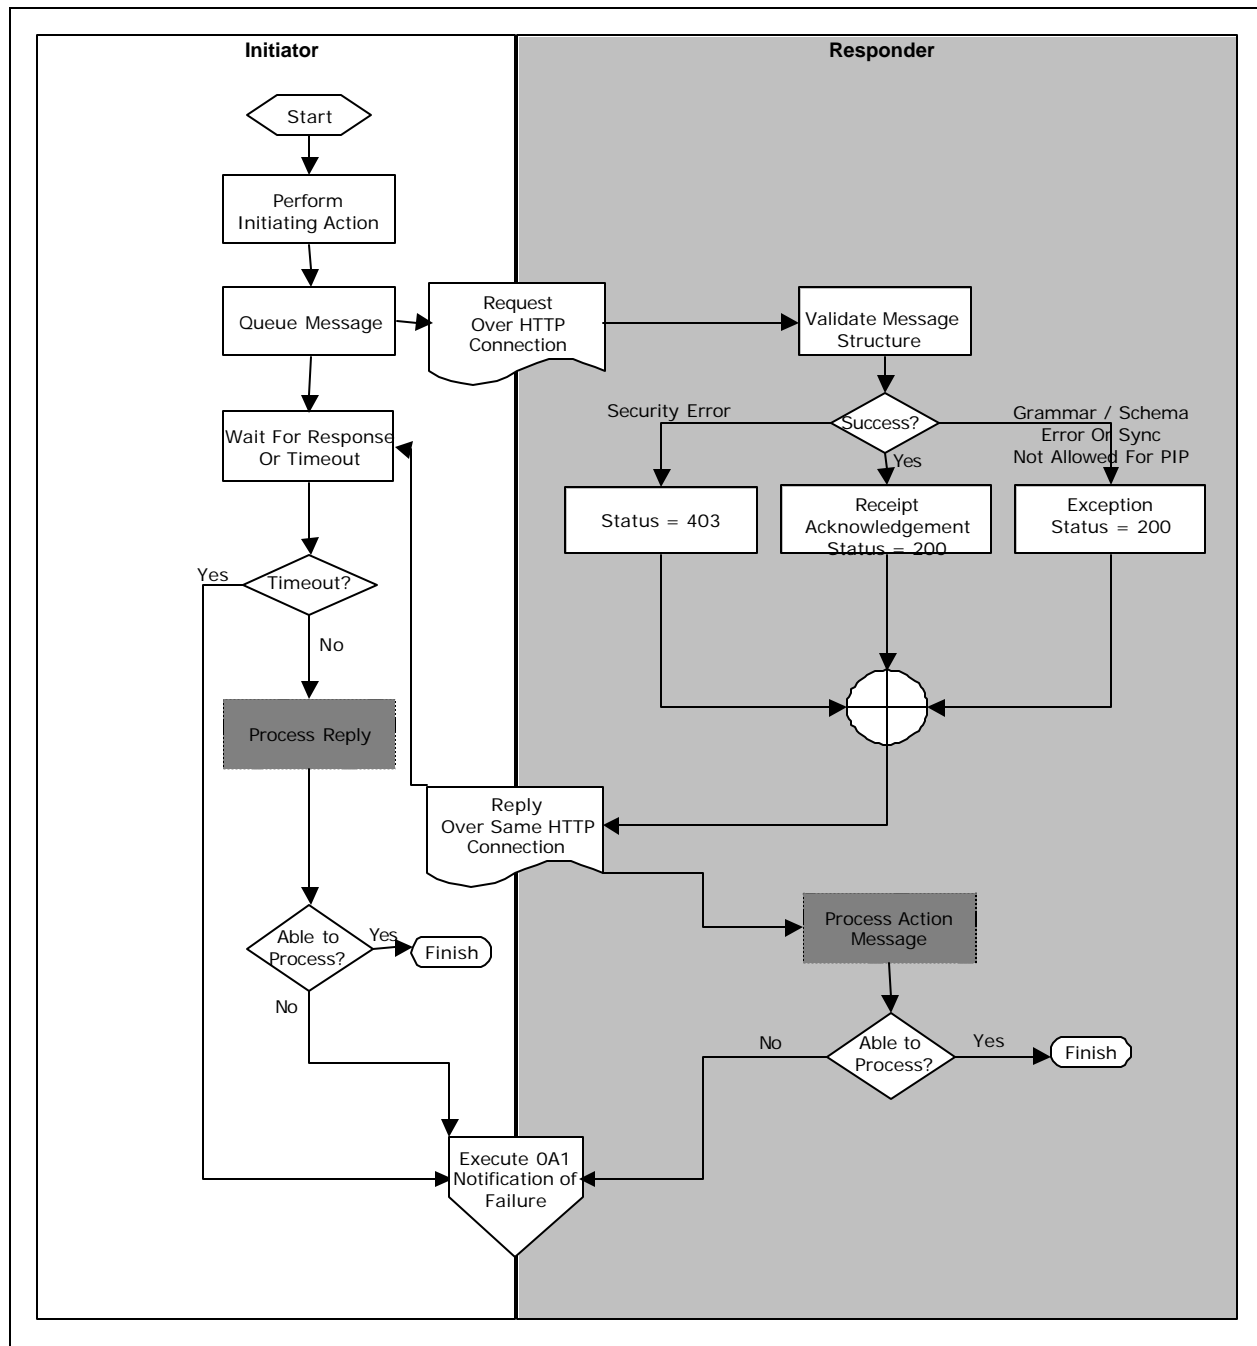 Initiator
Responder
Start
Perform
Initiating Action
Queue Message
Request
Over HTTP
Connection
Validate Message
Structure
Wait For Response
Or Timeout
Security Error
Success?
Grammar / Schema
Error Or Sync
Not Allowed For PIP
Yes
Status = 403
Receipt
Acknowledgement
Status = 200
Exception
Status = 200
Yes
Timeout?
No
Process Reply
Reply
Over Same HTTP
Connection
Able to
Process?
Yes
Finish
No
Process Action
Message
Able to
Process?
No
Yes
Finish
Execute 0A1
Notification of
Failure